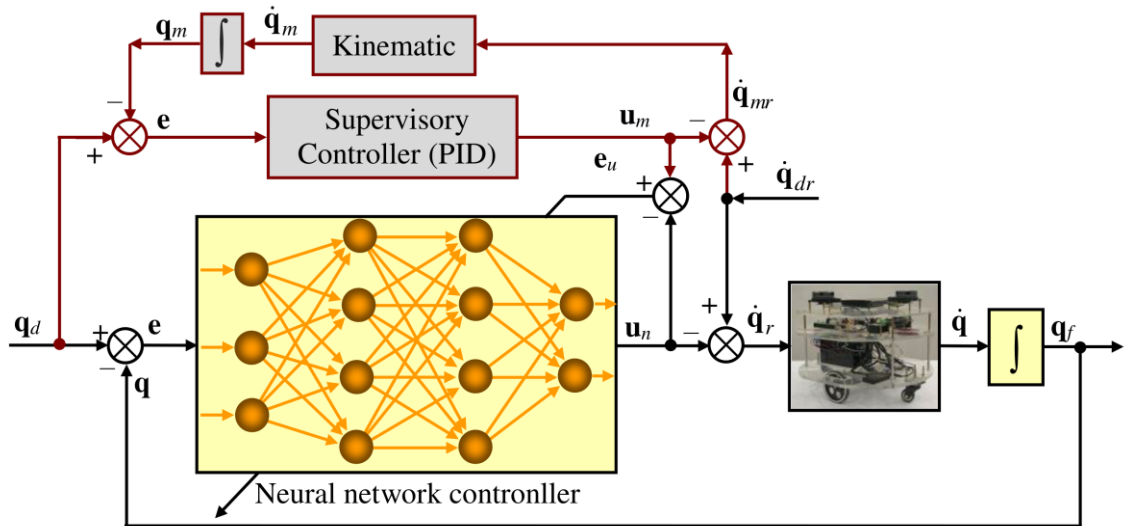 q_m ∫ q̇_m Kinematic
q̇_mr
− e Supervisory u_m −
+ Controller (PID) e_u + +
q̇_dr
−
q_d + e u_n + − q̇_r q̇ ∫ q_f
− q
Neural network contronller